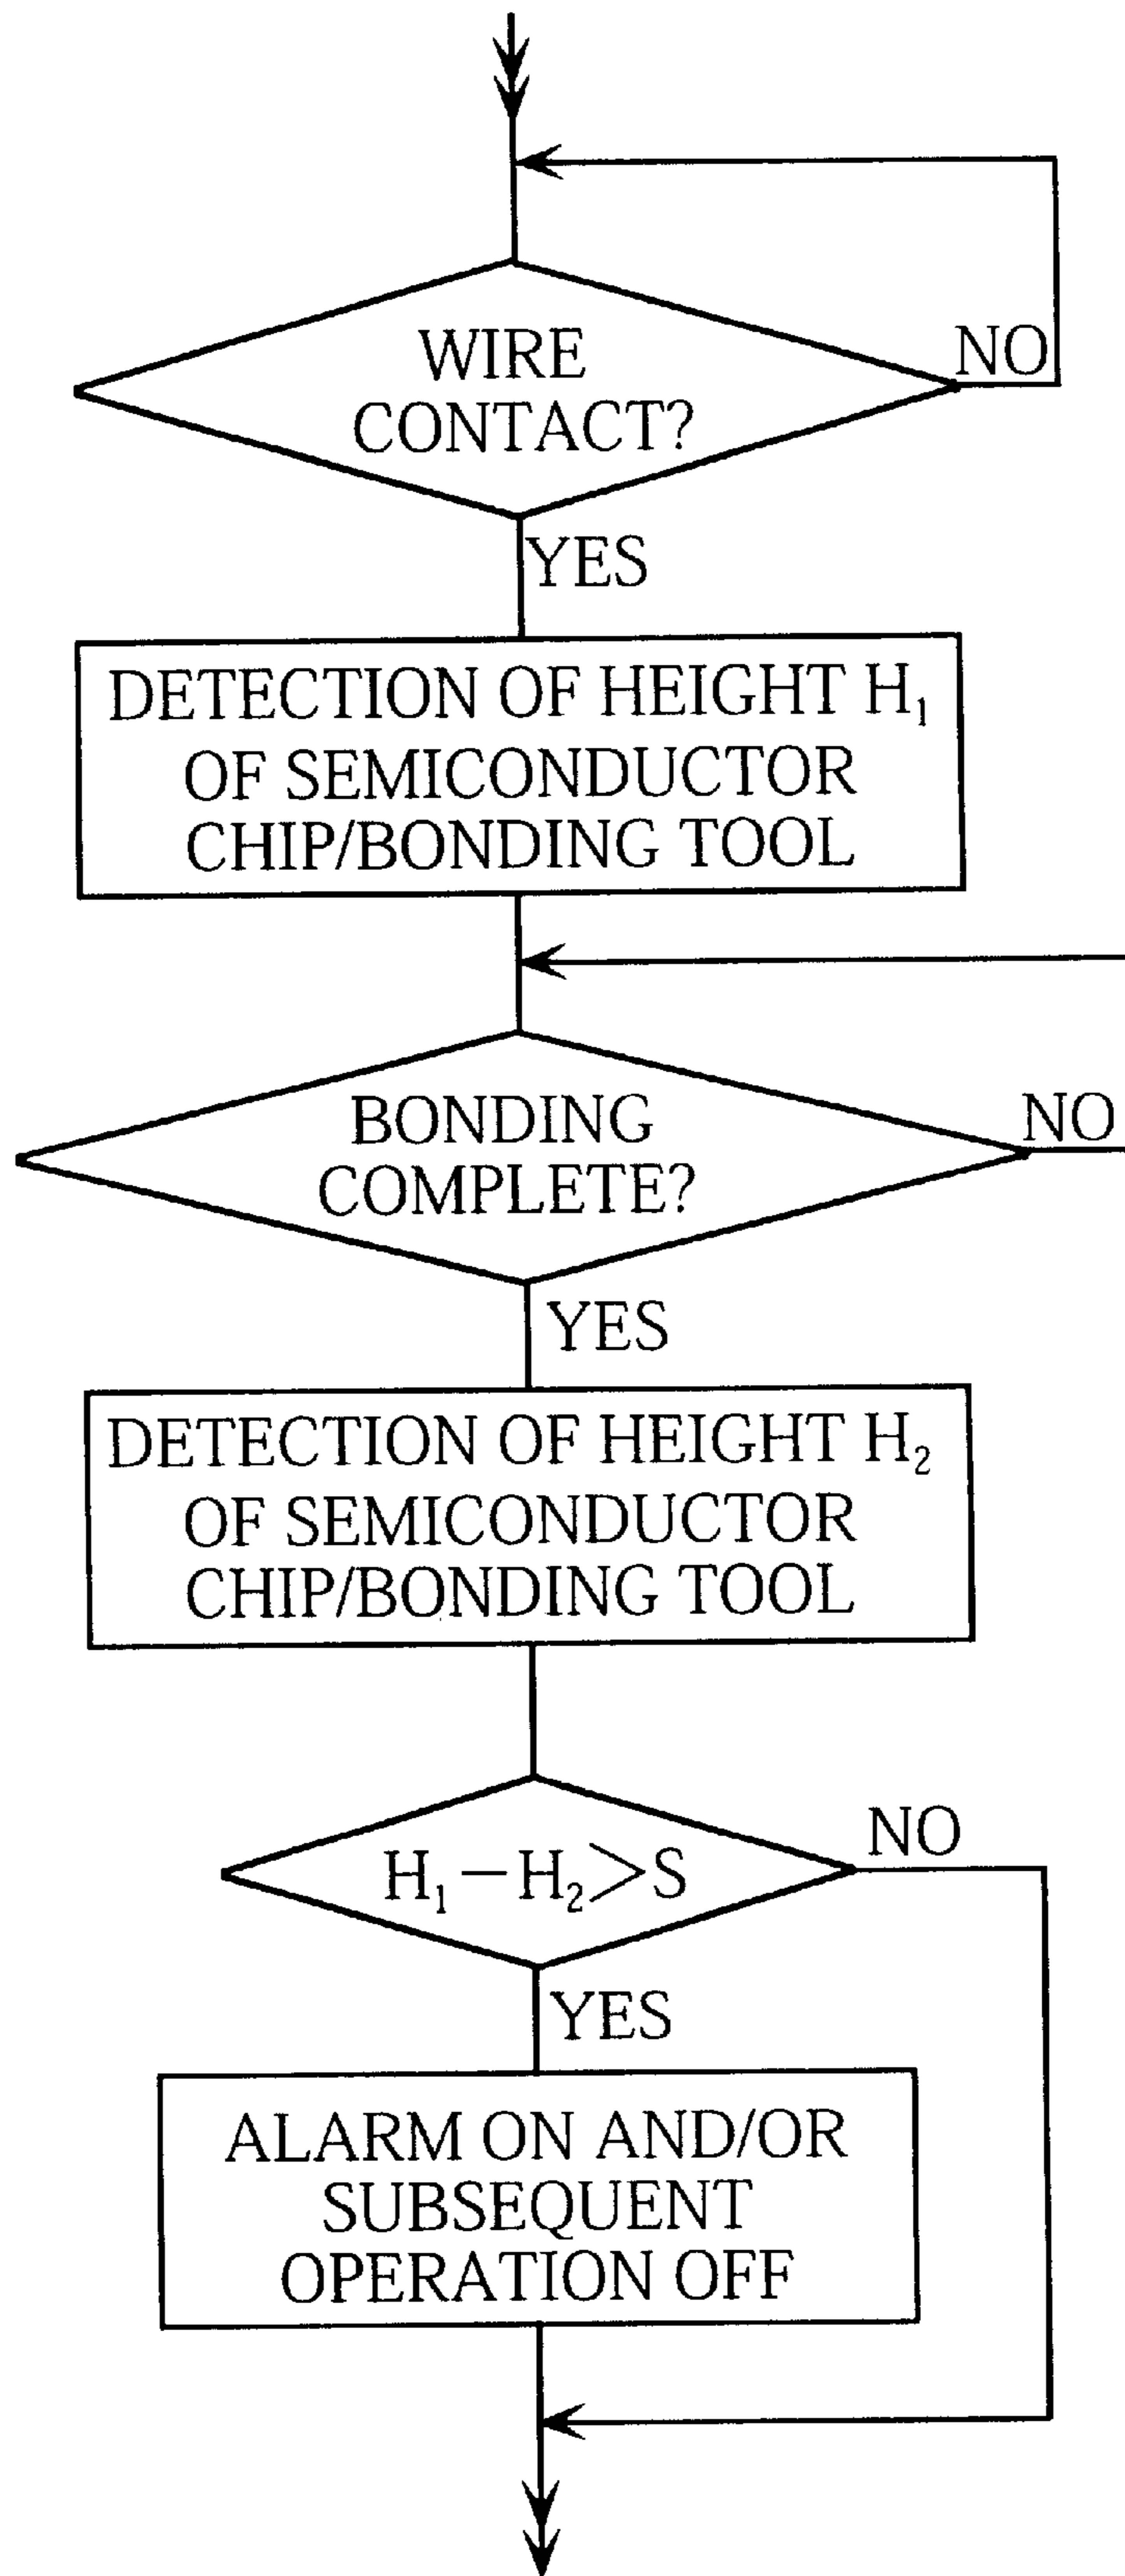 WIRE
CONTACT?
NO
YES
DETECTION OF HEIGHT H₁
OF SEMICONDUCTOR
CHIP/BONDING TOOL
BONDING
COMPLETE?
NO
YES
DETECTION OF HEIGHT H₂
OF SEMICONDUCTOR
CHIP/BONDING TOOL
H₁−H₂>S
NO
YES
ALARM ON AND/OR
SUBSEQUENT
OPERATION OFF